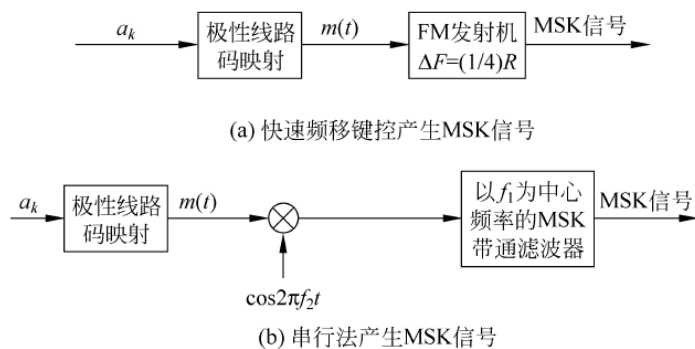 a_k
极性线路
码映射
m(t)
FM发射机
ΔF=(1/4)R
MSK信号
(a) 快速频移键控产生MSK信号
a_k
极性线路
码映射
m(t)
cos2πf₂t
以f₁为中心
频率的MSK
带通滤波器
MSK信号
(b) 串行法产生MSK信号